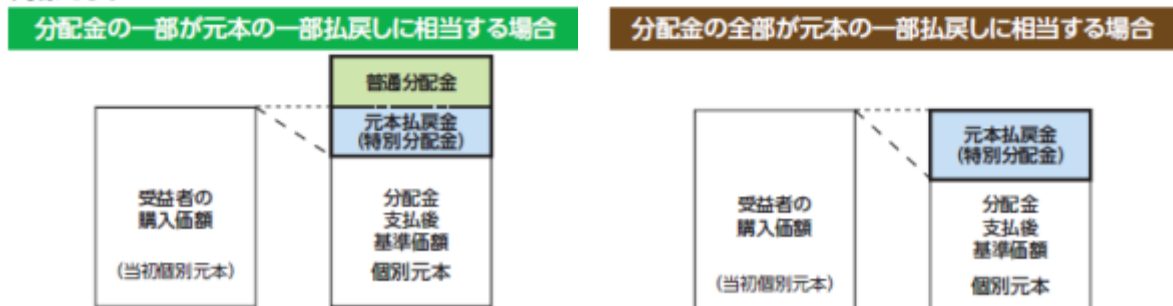 分配金の一部が元本の一部払戻しに相当する場合
普通分配金
元本払戻金
(特別分配金)
受益者の
購入価額
(当初個別元本)
分配金
支払後
基準価額
個別元本
分配金の全部が元本の一部払戻しに相当する場合
元本払戻金
(特別分配金)
受益者の
購入価額
(当初個別元本)
分配金
支払後
基準価額
個別元本